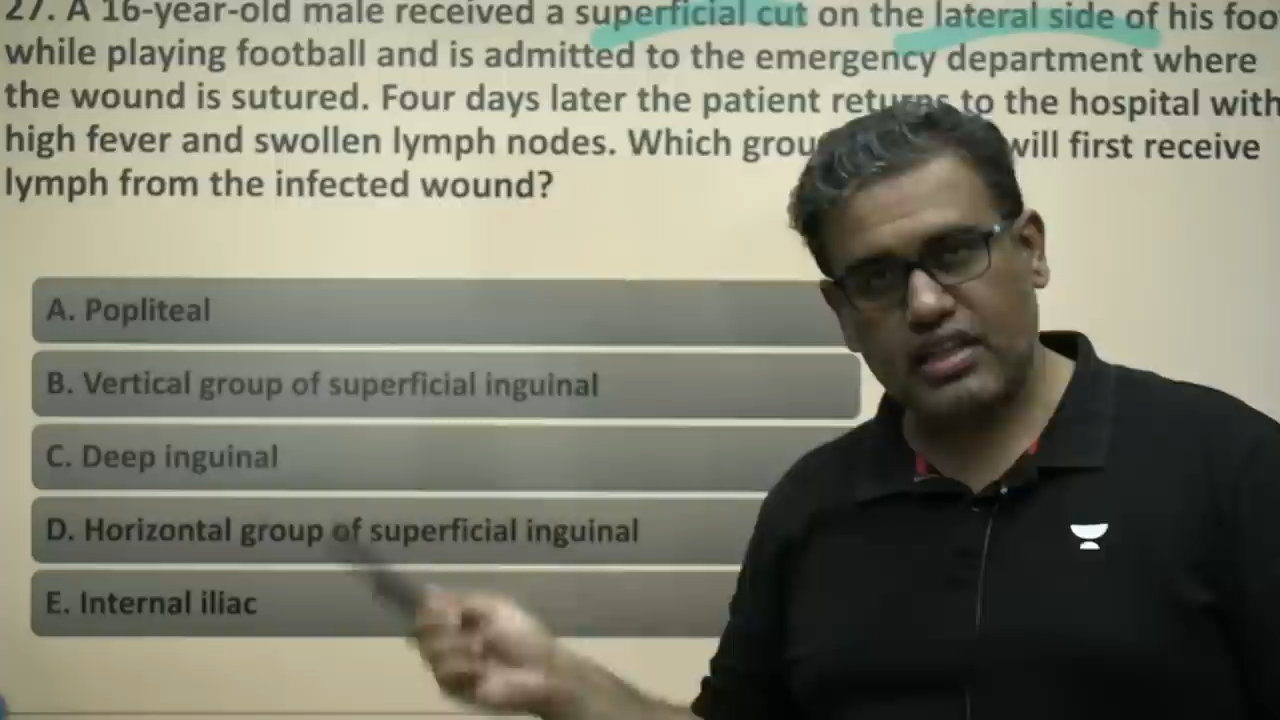 27. A 16-year-old male received a superficial cut on the lateral side of his foo
while playing football and is admitted to the emergency department where
the wound is sutured. Four days later the patient returns to the hospital with
high fever and swollen lymph nodes. Which grou will first receive
lymph from the infected wound?
A. Popliteal
B. Vertical group of superficial inguinal
C. Deep inguinal
D. Horizontal group of superficial inguinal
E. Internal iliac